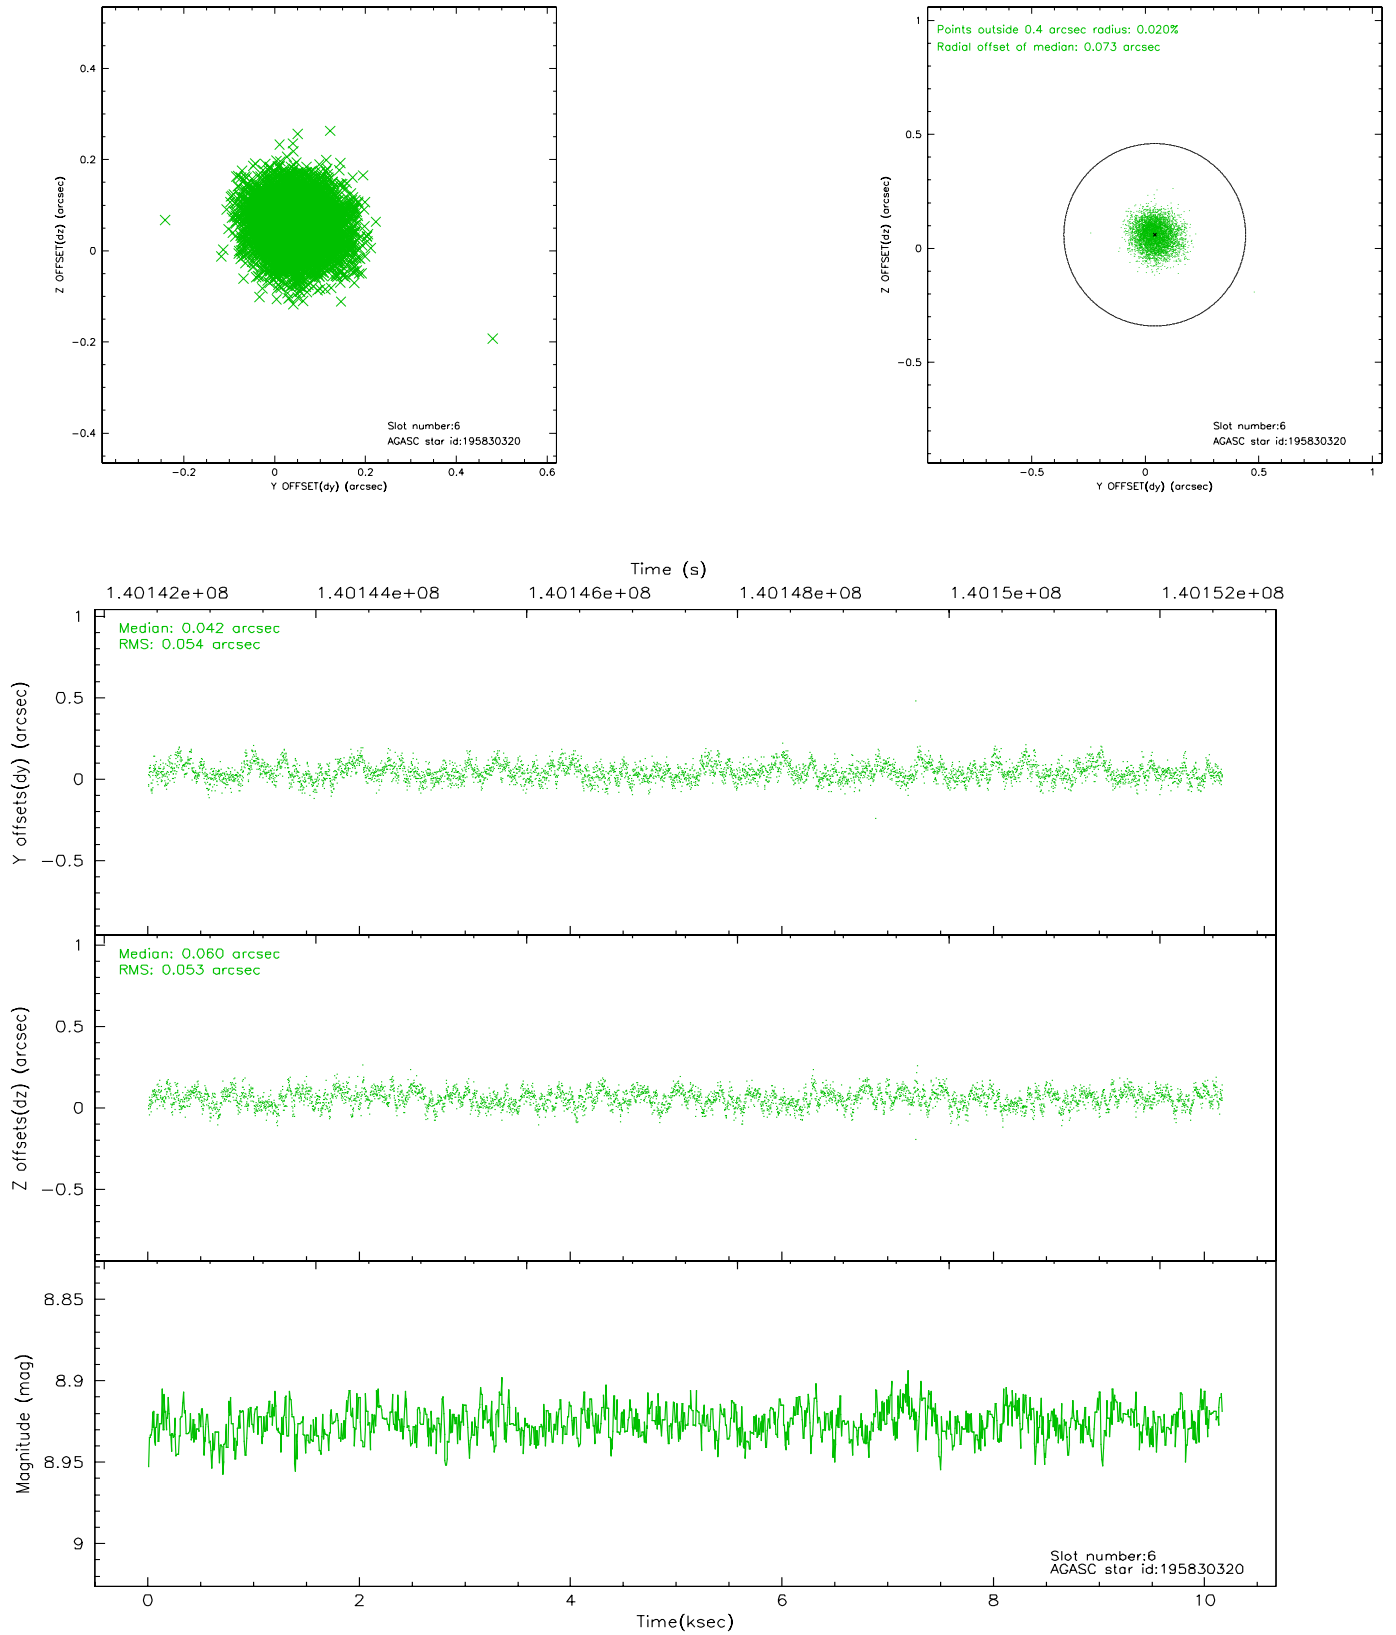 0.4
0.2
0
−0.2
−0.4
Z OFFSET(dz) (arcsec)
Slot number:6
AGASC star id:195830320
−0.2
0
0.2
0.4
0.6
Y OFFSET(dy) (arcsec)
Points outside 0.4 arcsec radius: 0.020%
Radial offset of median: 0.073 arcsec
1
0.5
0
−0.5
Z OFFSET(dz) (arcsec)
Slot number:6
AGASC star id:195830320
−0.5
0
0.5
1
Y OFFSET(dy) (arcsec)
Time (s)
1.40142e+08
1.40144e+08
1.40146e+08
1.40148e+08
1.4015e+08
1.40152e+08
Median: 0.042 arcsec
RMS: 0.054 arcsec
1
0.5
0
−0.5
Y offsets(dy) (arcsec)
Median: 0.060 arcsec
RMS: 0.053 arcsec
1
0.5
0
−0.5
Z offsets(dz) (arcsec)
8.85
8.9
8.95
9
Magnitude (mag)
Slot number:6
AGASC star id:195830320
0
2
4
6
8
10
Time(ksec)